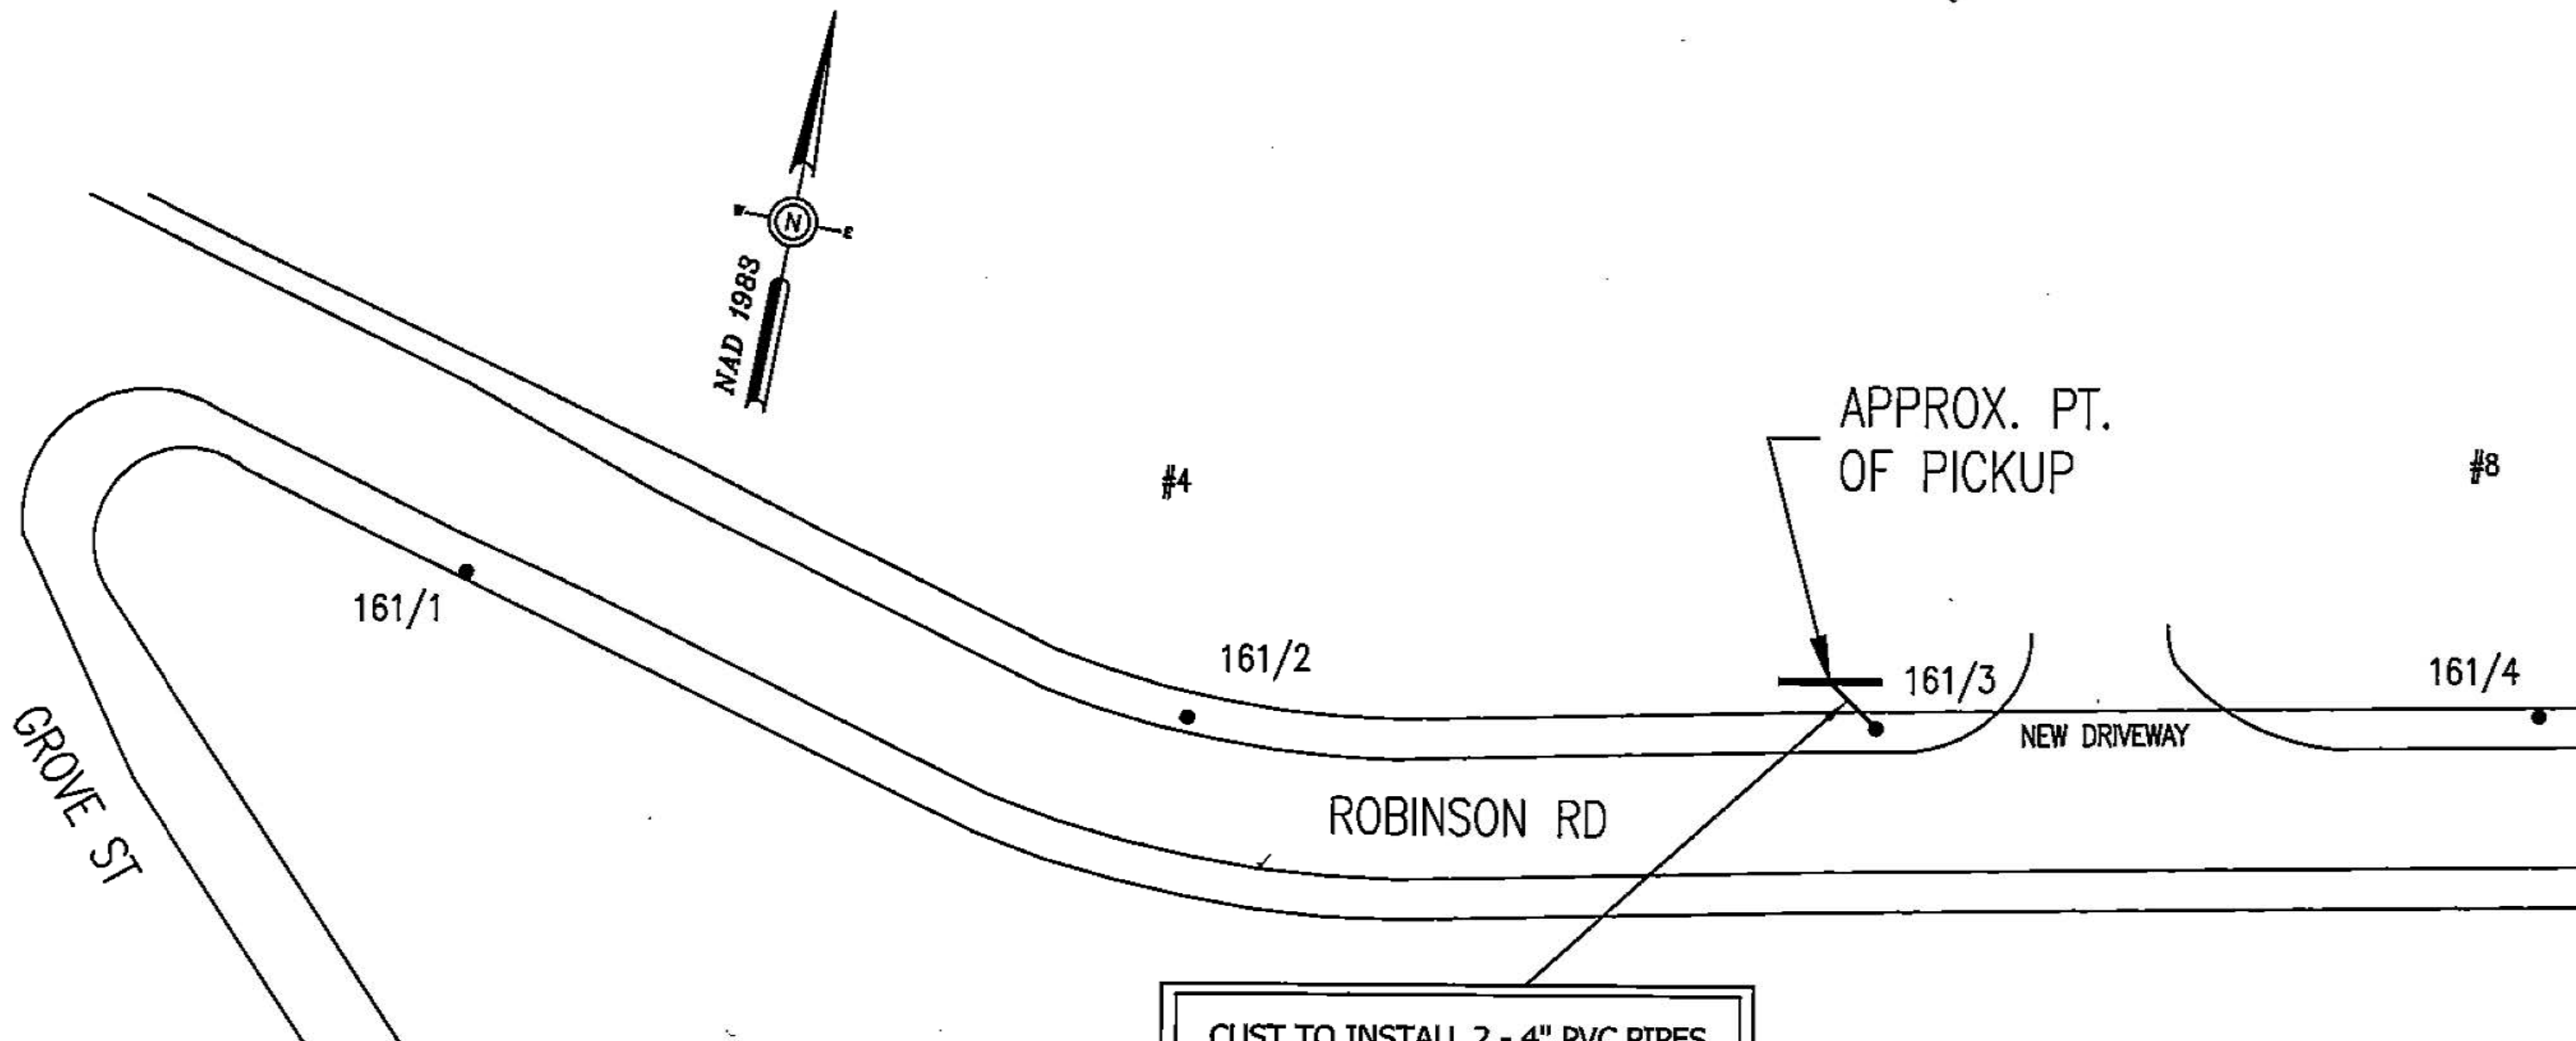 N
W
E
NAD 1983
APPROX. PT.
OF PICKUP
#4
#8
161/1
161/2
161/3
161/4
NEW DRIVEWAY
GROVE ST
ROBINSON RD
CUST TO INSTALL 2 - 4" PVC PIPES